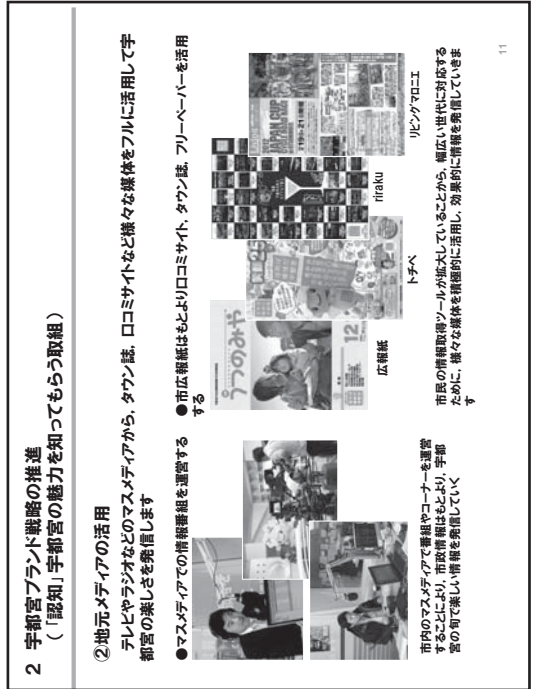 2 宇都宮ブランド戦略の推進
(「認知」宇都宮の魅力を知ってもらう取組)
②地元メディアの活用
テレビやラジオなどのマスメディアから，タウン誌，口コミサイトなど様々な媒体をフルに活用して宇
都宮の楽しさを発信します
●マスメディアでの情報番組を運営する
市内のマスメディアで番組やコーナーを運営
することにより，市政情報はもとより，宇都
宮の旬で楽しい情報を発信していく
●市広報紙はもとより口コミサイト，タウン誌，フリーペーパーを活用
する
うつのみや
12
広報紙
トチペ
riraku
JAPAN CUP
リビングマロニエ
市民の情報取得ツールが拡大していることから，幅広い世代に対応する
ために，様々な媒体を積極的に活用し，効果的に情報を発信していきま
す
11